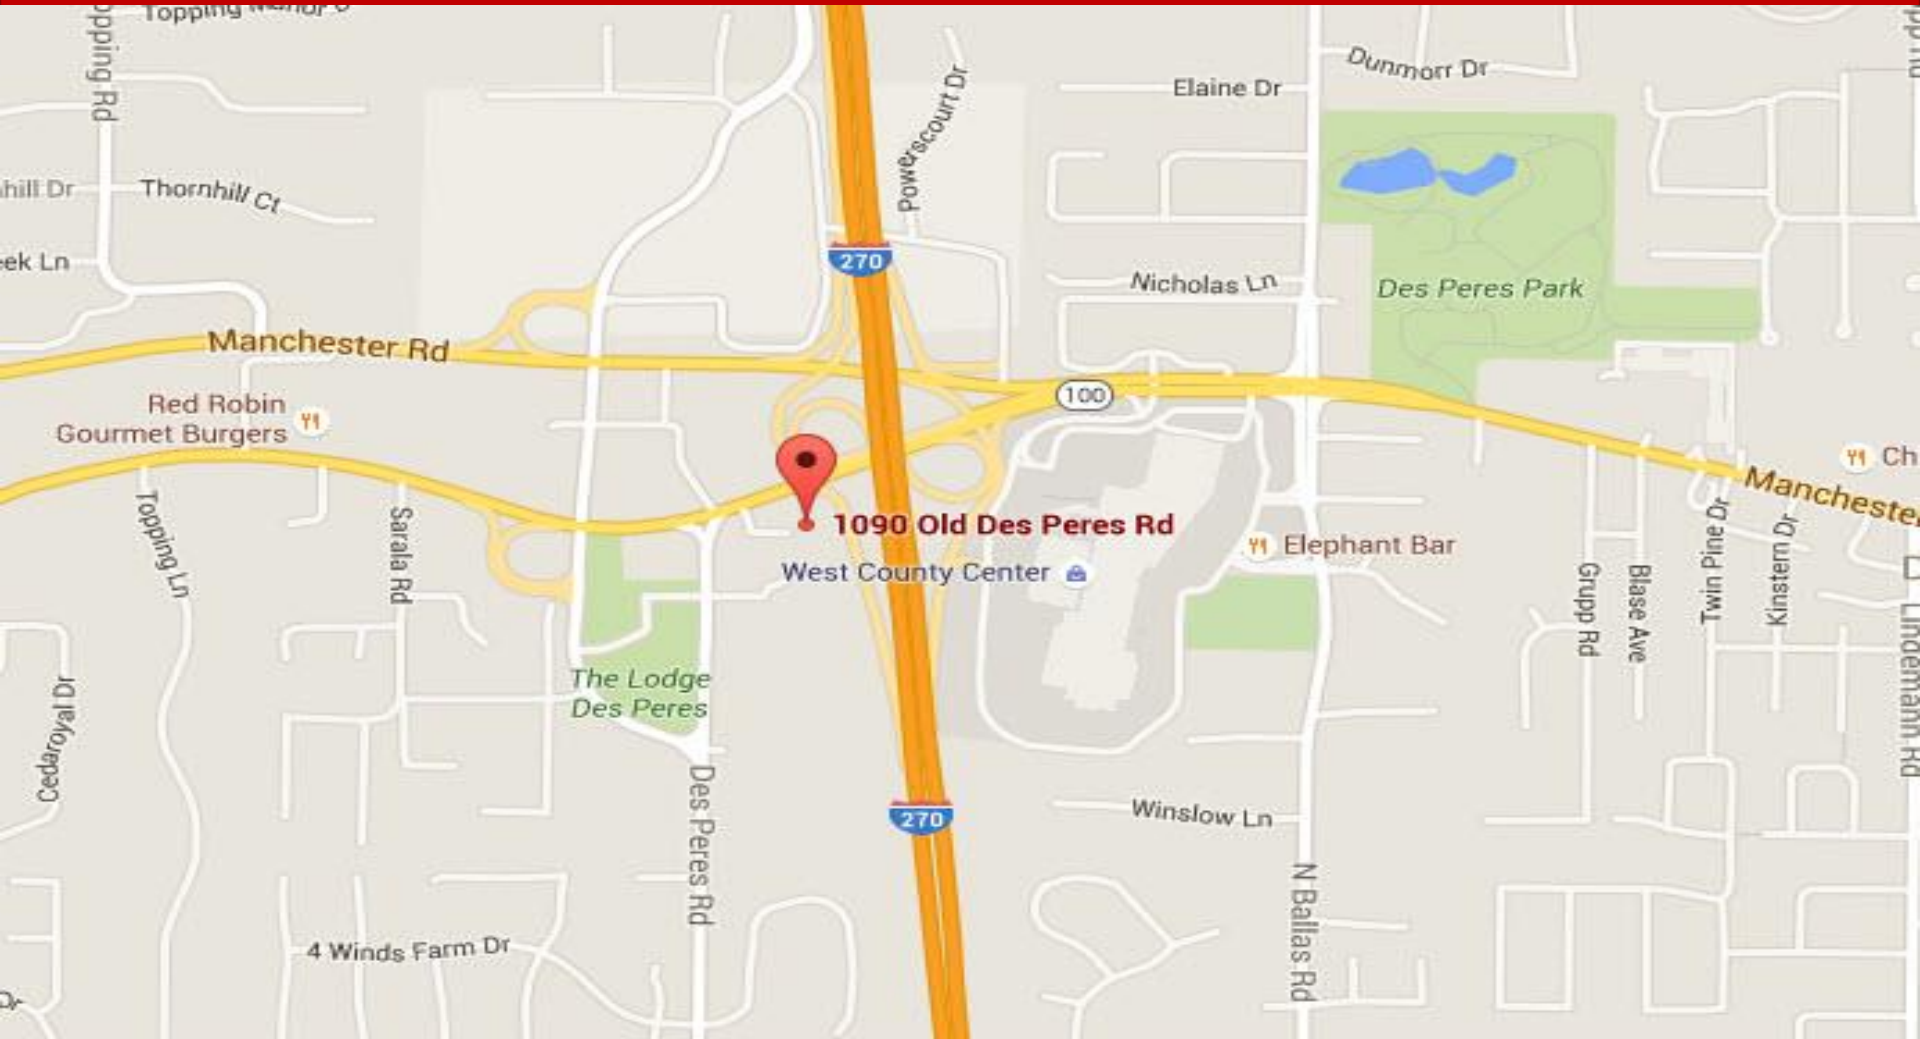 Topping Manor
Topping Rd
Elaine Dr
Dunmorr Dr
Powerscourt Dr
Thornhill Ct
hill Dr
eek Ln
270
Nicholas Ln
Des Peres Park
Manchester Rd
100
Red Robin
Gourmet Burgers
Ch
Manchester
1090 Old Des Peres Rd
Elephant Bar
West County Center
Topping Ln
Sarala Rd
Grupp Rd
Blase Ave
Twin Pine Dr
Kinstern Dr
Lindemann Rd
The Lodge
Des Peres
Cedaroyal Dr
Des Peres Rd
270
Winslow Ln
N Ballas Rd
4 Winds Farm Dr
Dr